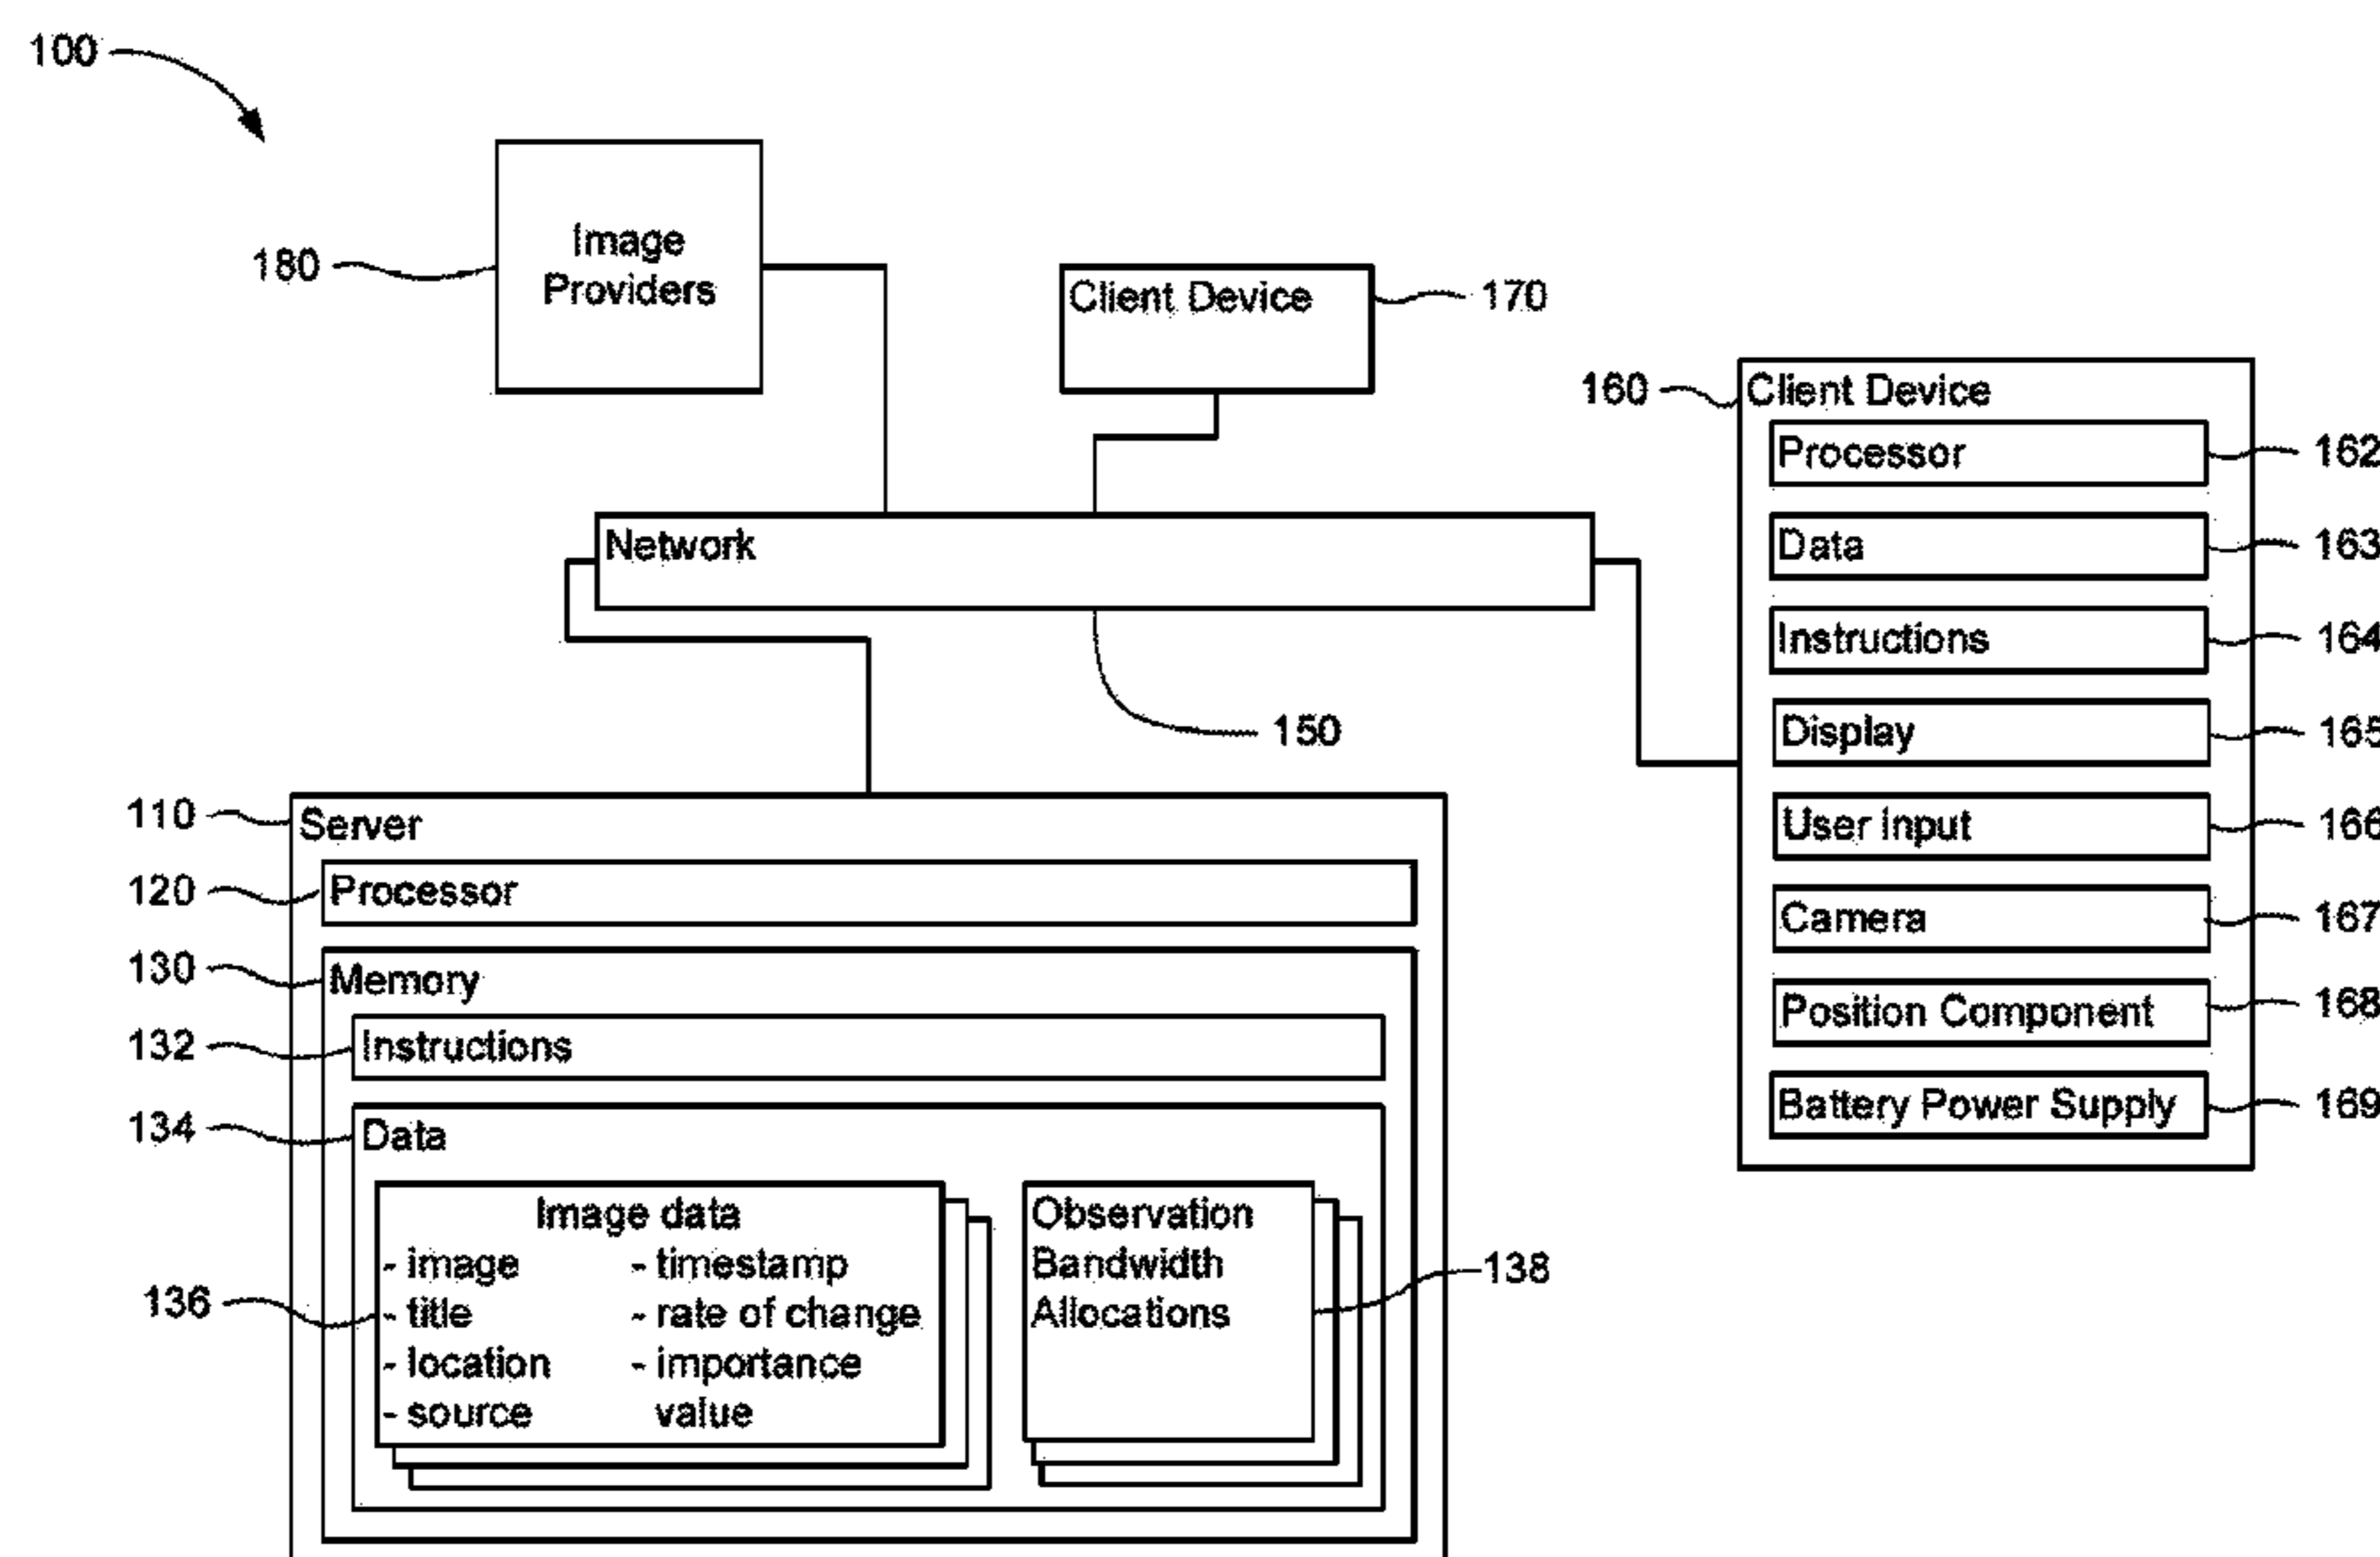 100
Image
Providers
180
Client Device
170
160
Client Device
Processor
162
Data
163
Instructions
164
Display
165
User Input
166
Camera
167
Position Component
168
Battery Power Supply
169
Network
150
110
Server
120
Processor
130
Memory
132
Instructions
134
Data
136
Image data
- image
- title
- location
- source
- timestamp
- rate of change
- importance
value
Observation
Bandwidth
Allocations
138